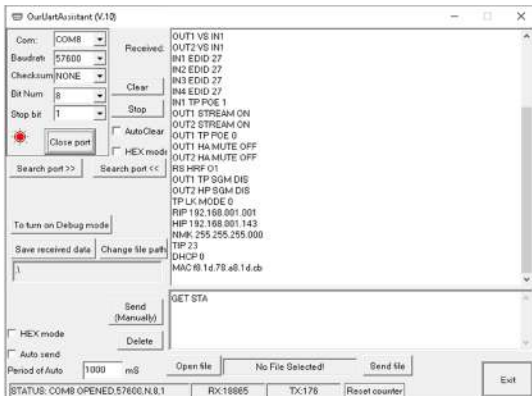 OurUartAssistant (V.10)
Com: COM8
Received:
Baudrate 57600
Checksum NONE
Bit Num 8
Stop bit 1
Close port
Clear
Stop
AutoClear
HEX mode
Search port >> Search port <<
To turn on Debug mode
Save received data Change file path
.\
OUT1 VS IN1
OUT2 VS IN1
IN1 EDID 27
IN2 EDID 27
IN3 EDID 27
IN4 EDID 27
IN1 TP POE 1
OUT1 STREAM ON
OUT2 STREAM ON
OUT1 TP POE 0
OUT1 HA MUTE OFF
OUT2 HA MUTE OFF
RS HRF O1
OUT1 TP SGM DIS
OUT2 HP SGM DIS
TP LK MODE 0
RIP 192.168.001.001
HIP 192.168.001.143
NMK 255.255.255.000
TIP 23
DHCP 0
MAC f8.1d.78.a8.1d.cb
GET STA
Send
(Manually)
HEX mode
Delete
Auto send
Period of Auto 1000 mS
Open file No File Selected! Send file
Exit
STATUS: COM8 OPENED,57600,N,8,1 RX:18865 TX:176 Reset counter